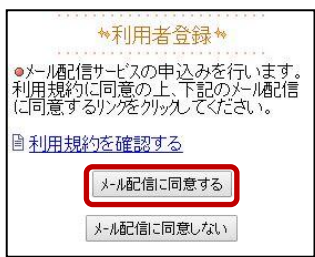 利用者登録
●メール配信サービスの申込みを行います。
利用規約に同意の上、下記のメール配信
に同意するリンクをクリックしてください。
利用規約を確認する
メール配信に同意する
メール配信に同意しない